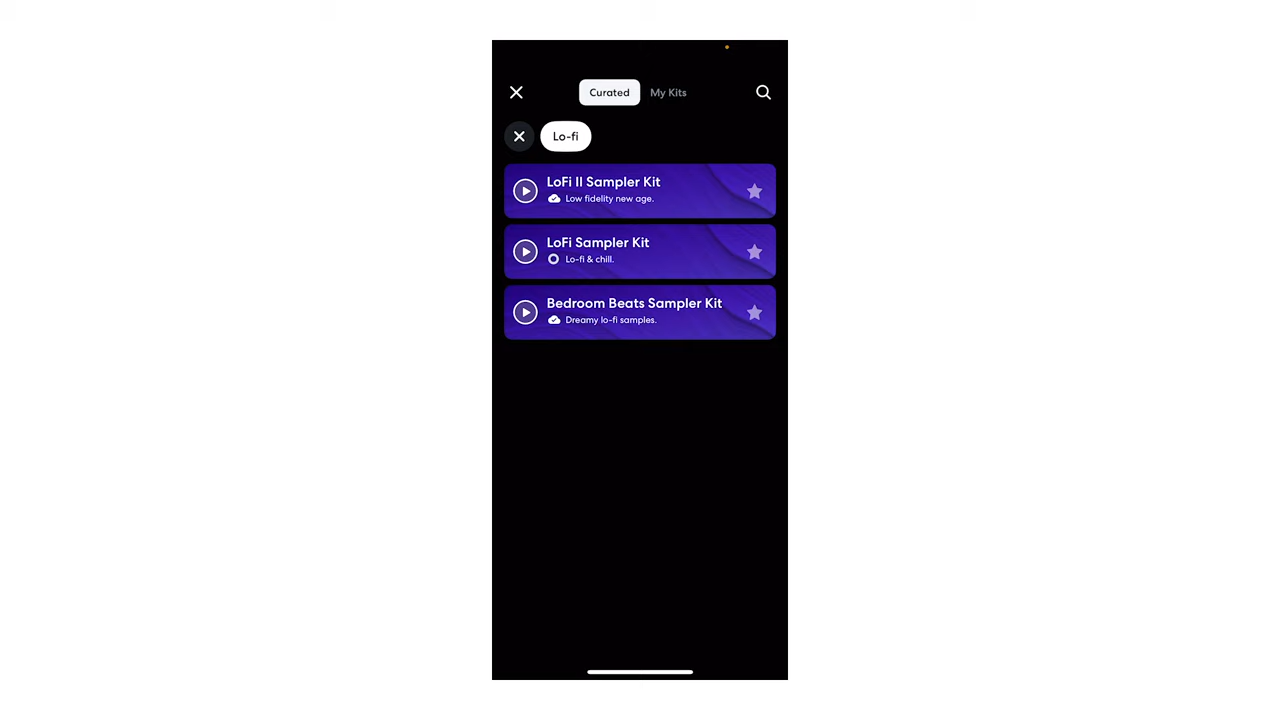 Curated My Kits
Lo-fi
LoFi II Sampler Kit
Low fidelity new age.
LoFi Sampler Kit
Lo-fi & chill.
Bedroom Beats Sampler Kit
Dreamy lo-fi samples.